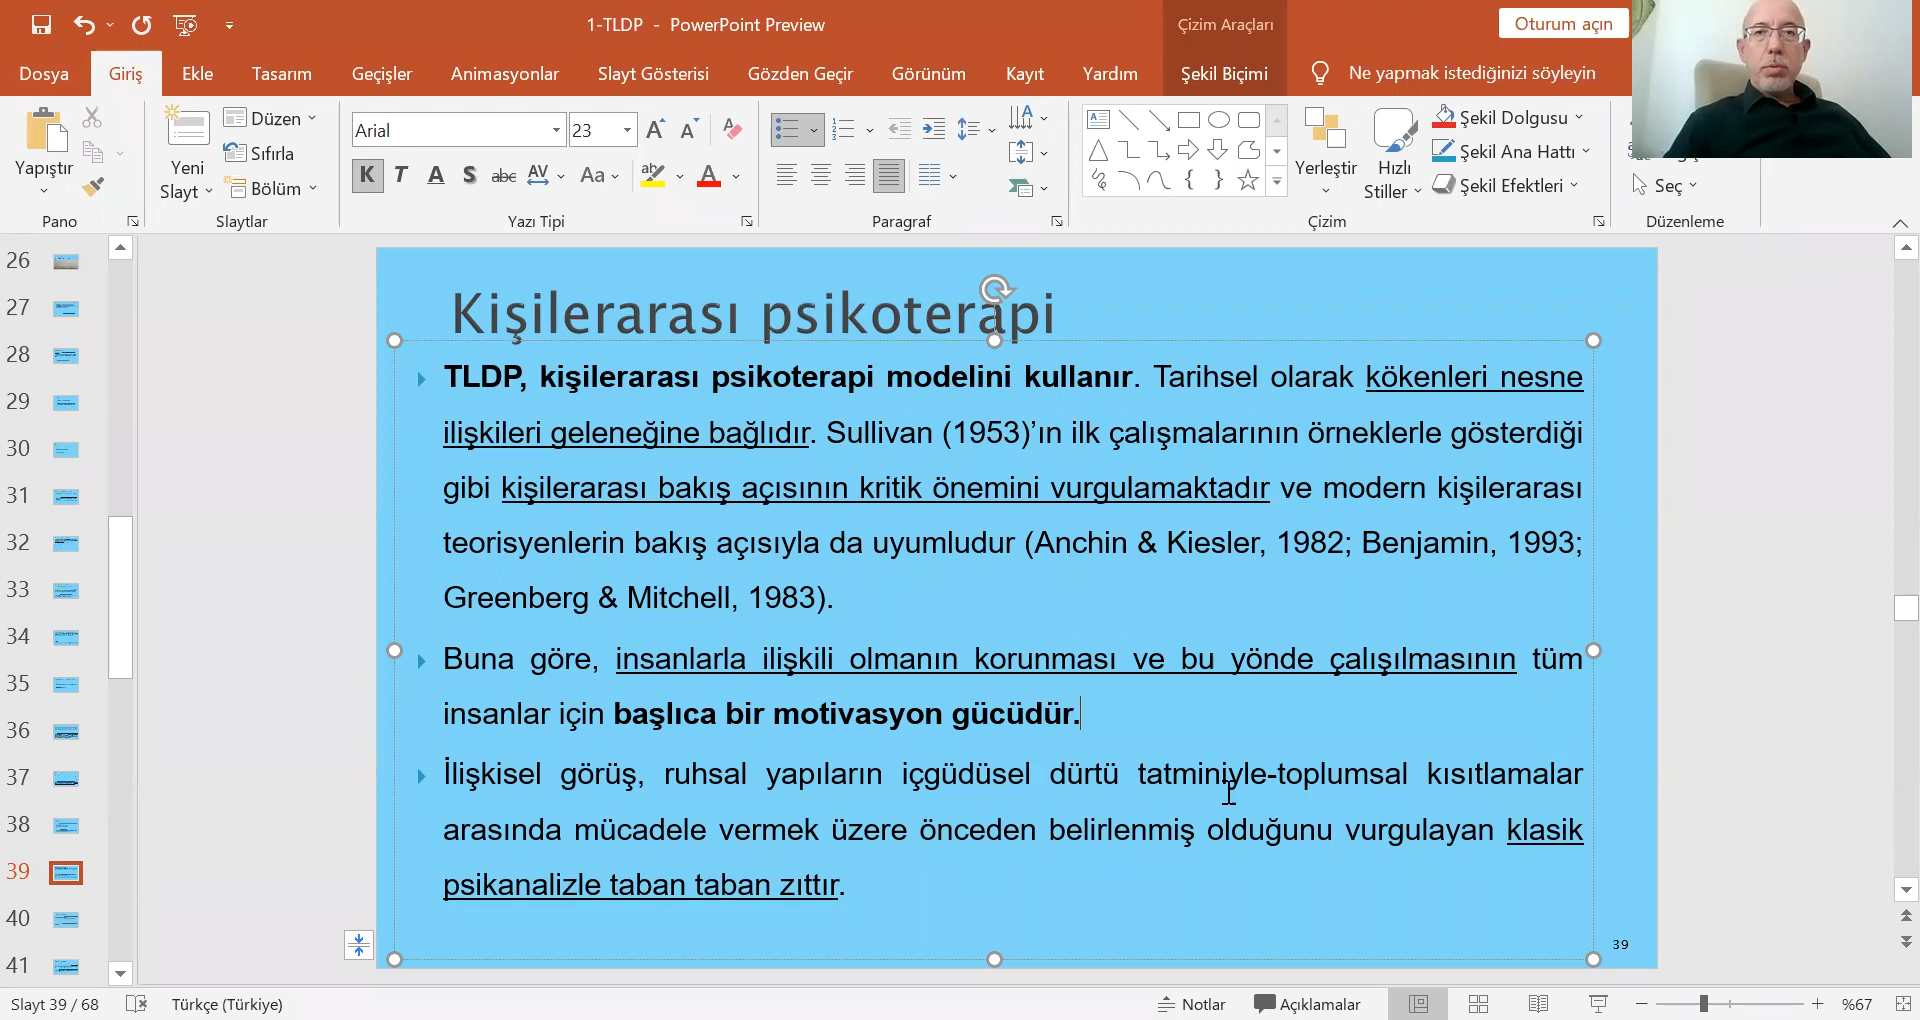 1-TLDP - PowerPoint Preview
Çizim Araçları
Oturum açın
Dosya Giriş Ekle Tasarım Geçişler Animasyonlar Slayt Gösterisi Gözden Geçir Görünüm Kayıt Yardım Şekil Biçimi Ne yapmak istediğinizi söyleyin
Yapıştır
Pano
Yeni
Slayt
Düzen
Sıfırla
Bölüm
Slaytlar
Arial 23
K T A S abc AV Aa A
Yazı Tipi
Paragraf
Yerleştir
Hızlı
Stiller
Şekil Dolgusu
Şekil Ana Hattı
Şekil Efektleri
Çizim
Seç
Düzenleme
26
27
28
29
30
31
32
33
34
35
36
37
38
39
40
41
Kişilerarası psikoterapi
TLDP, kişilerarası psikoterapi modelini kullanır. Tarihsel olarak kökenleri nesne
ilişkileri geleneğine bağlıdır. Sullivan (1953)’ın ilk çalışmalarının örneklerle gösterdiği
gibi kişilerarası bakış açısının kritik önemini vurgulamaktadır ve modern kişilerarası
teorisyenlerin bakış açısıyla da uyumludur (Anchin & Kiesler, 1982; Benjamin, 1993;
Greenberg & Mitchell, 1983).
Buna göre, insanlarla ilişkili olmanın korunması ve bu yönde çalışılmasının tüm
insanlar için başlıca bir motivasyon gücüdür.
İlişkisel görüş, ruhsal yapıların içgüdüsel dürtü tatminiyle-toplumsal kısıtlamalar
arasında mücadele vermek üzere önceden belirlenmiş olduğunu vurgulayan klasik
psikanalizle taban taban zıttır.
39
Slayt 39 / 68 Türkçe (Türkiye) Notlar Açıklamalar %67